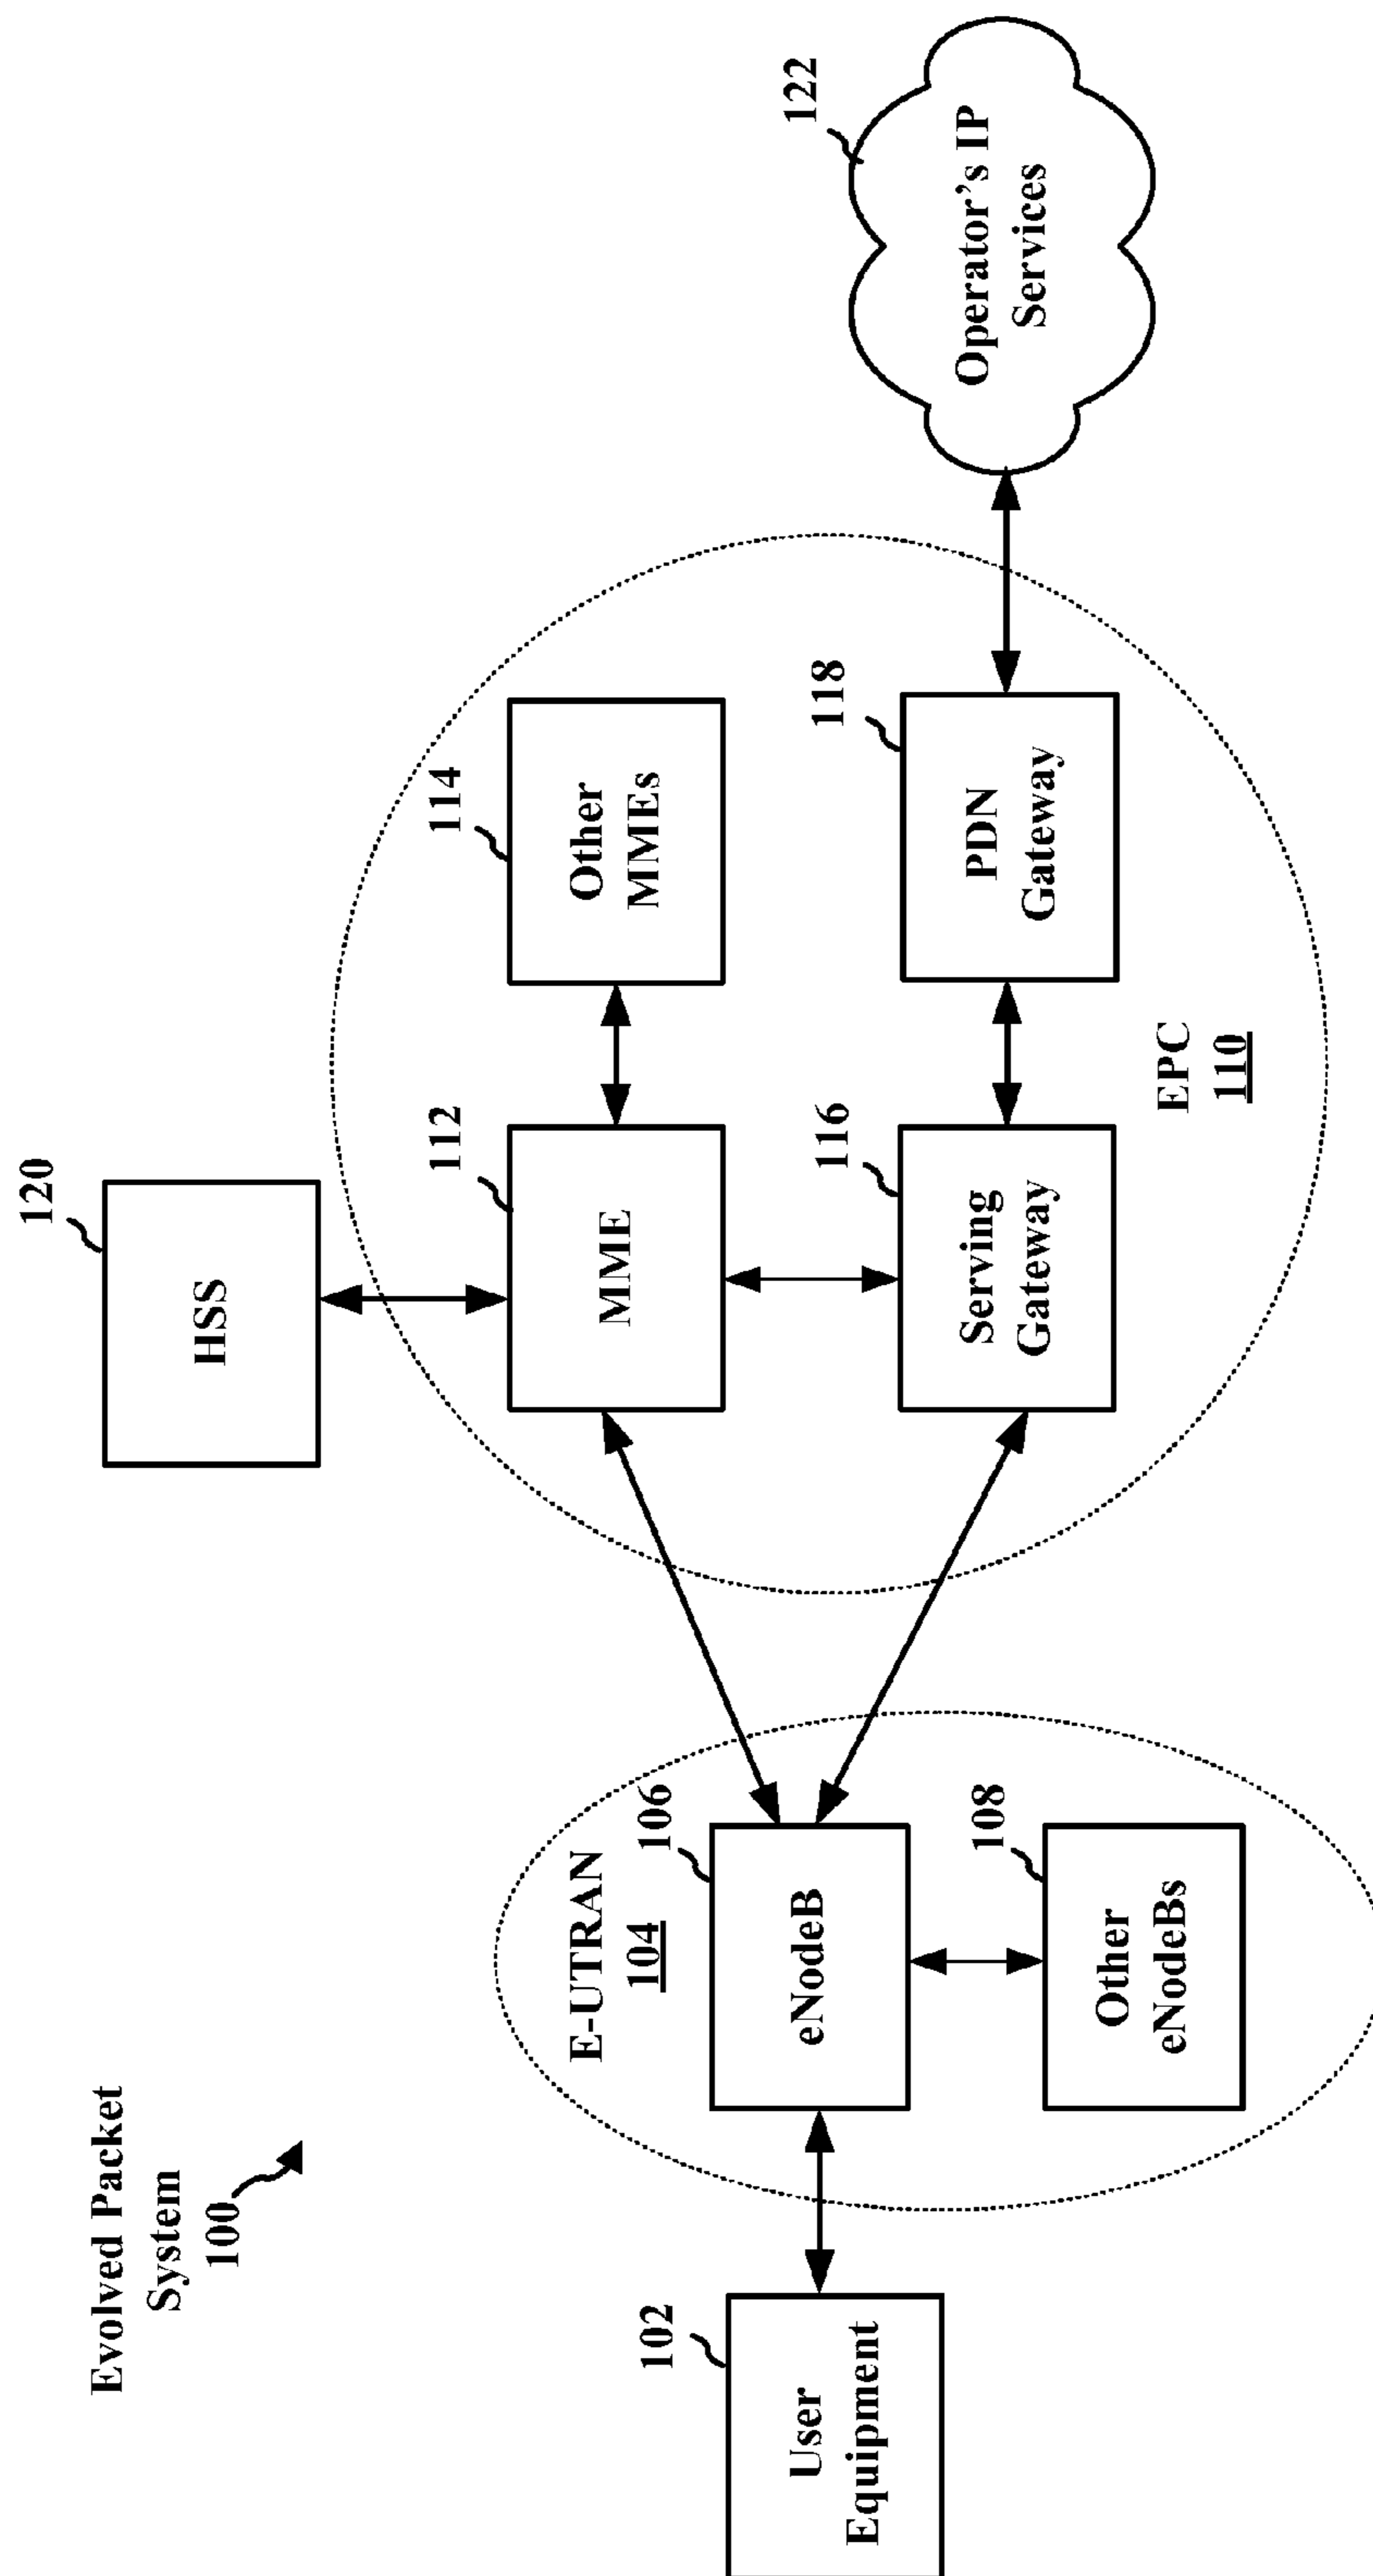 Evolved Packet
System
100
120
HSS
E-UTRAN
104
102
User
Equipment
106
eNodeB
108
Other
eNodeBs
112
MME
114
Other
MMEs
116
Serving
Gateway
118
PDN
Gateway
EPC
110
122
Operator’s IP
Services